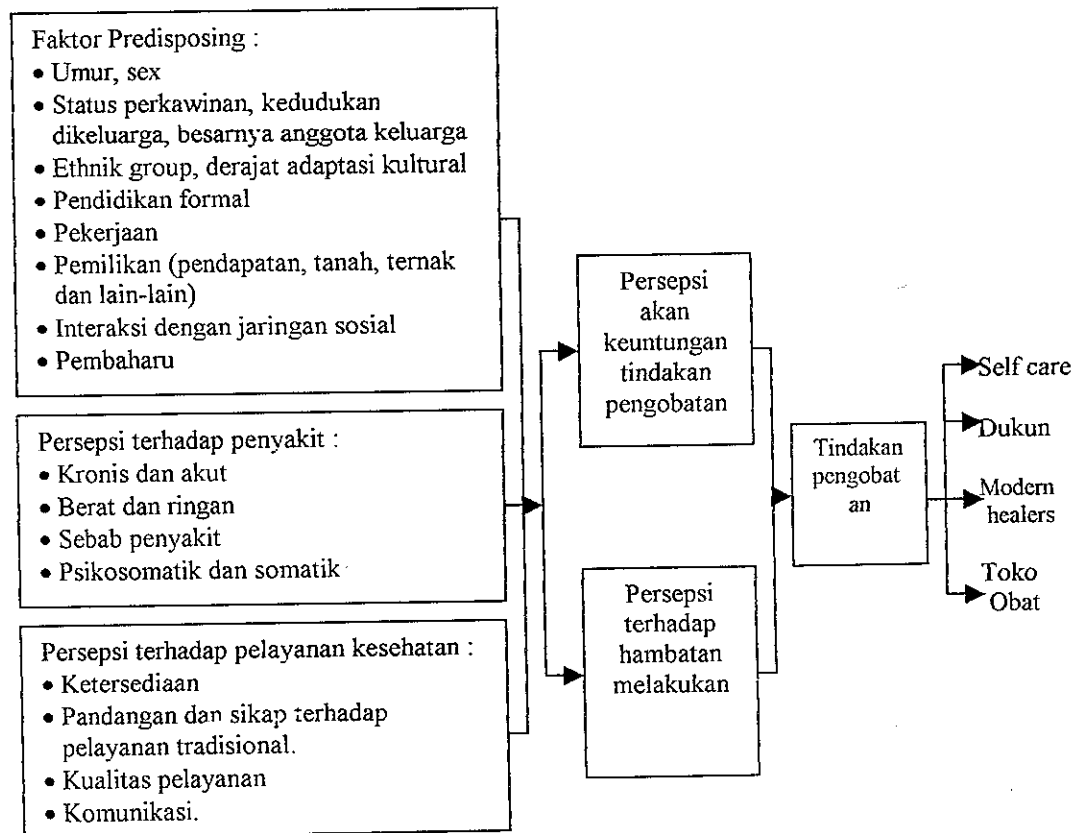 Faktor Predisposing :
• Umur, sex
• Status perkawinan, kedudukan
dikeluarga, besarnya anggota keluarga
• Ethnik group, derajat adaptasi kultural
• Pendidikan formal
• Pekerjaan
• Pemilikan (pendapatan, tanah, ternak
dan lain-lain)
• Interaksi dengan jaringan sosial
• Pembaharu
Persepsi terhadap penyakit :
• Kronis dan akut
• Berat dan ringan
• Sebab penyakit
• Psikosomatik dan somatik
Persepsi terhadap pelayanan kesehatan :
• Ketersediaan
• Pandangan dan sikap terhadap
pelayanan tradisional.
• Kualitas pelayanan
• Komunikasi.
Persepsi
akan
keuntungan
tindakan
pengobatan
Persepsi
terhadap
hambatan
melakukan
Tindakan
pengobat
an
Self care
Dukun
Modern
healers
Toko
Obat